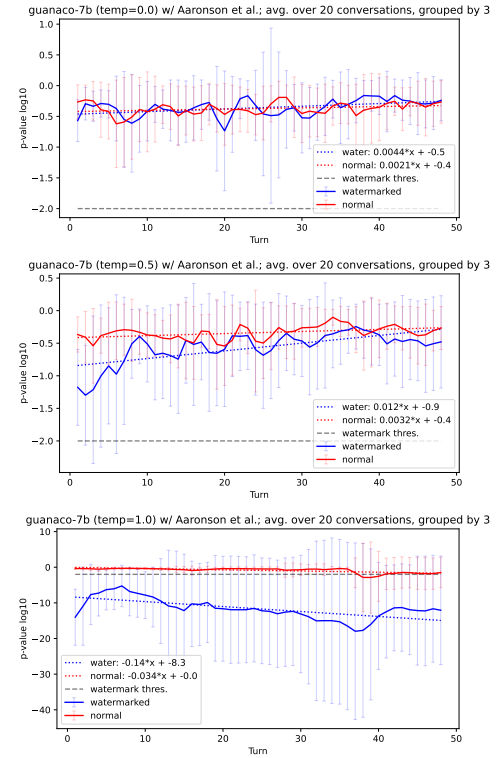 guanaco-7b (temp=0.0) w/ Aaronson et al.; avg. over 20 conversations, grouped by 3
1.0
0.5
0.0
−0.5
−1.0
−1.5
−2.0
p-value log10
water: 0.0044*x + -0.5
normal: 0.0021*x + -0.4
watermark thres.
watermarked
normal
0 10 20 30 40 50
Turn
guanaco-7b (temp=0.5) w/ Aaronson et al.; avg. over 20 conversations, grouped by 3
0.5
0.0
−0.5
−1.0
−1.5
−2.0
p-value log10
water: 0.012*x + -0.9
normal: 0.0032*x + -0.4
watermark thres.
watermarked
normal
0 10 20 30 40 50
Turn
guanaco-7b (temp=1.0) w/ Aaronson et al.; avg. over 20 conversations, grouped by 3
10
0
−10
−20
−30
−40
p-value log10
water: -0.14*x + -8.3
normal: -0.034*x + -0.0
watermark thres.
watermarked
normal
0 10 20 30 40 50
Turn